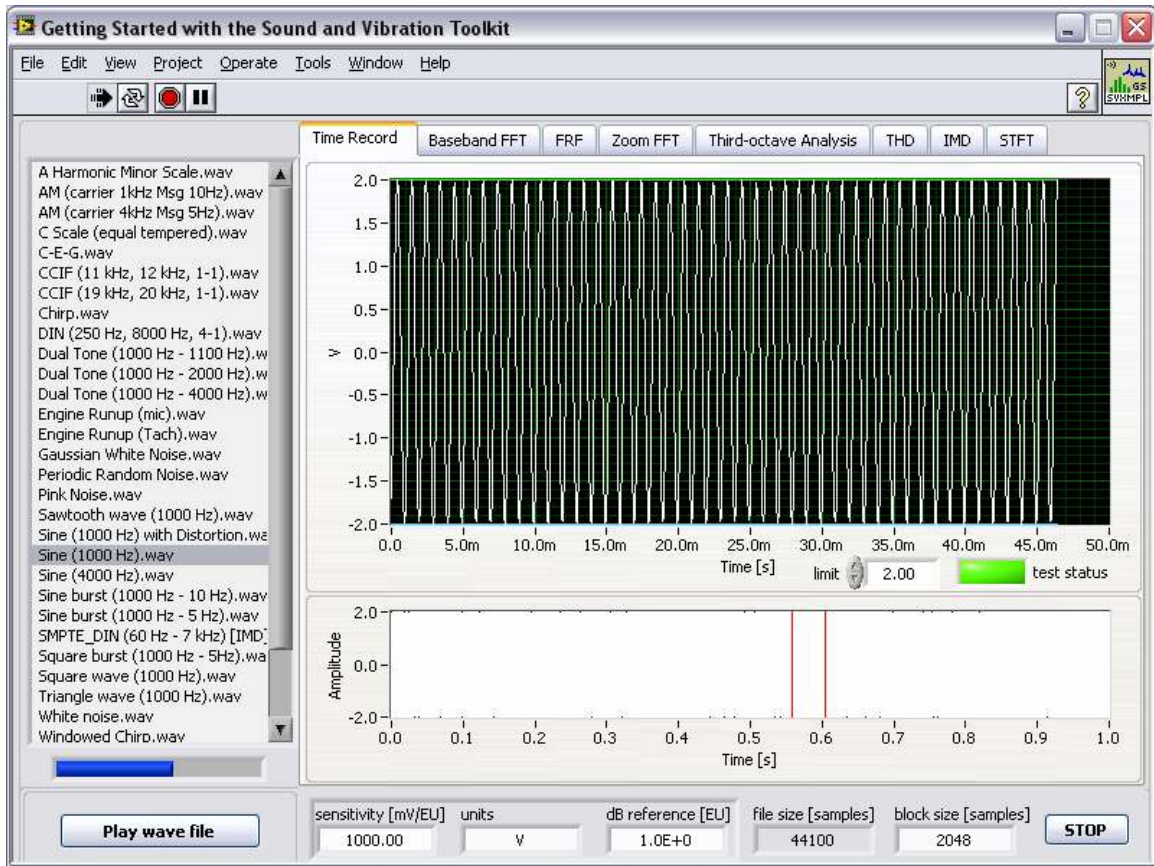 Getting Started with the Sound and Vibration Toolkit
File Edit View Project Operate Tools Window Help
GS
SVXMPL
Time Record Baseband FFT FRF Zoom FFT Third-octave Analysis THD IMD STFT
A Harmonic Minor Scale.wav
AM (carrier 1kHz Msg 10Hz).wav
AM (carrier 4kHz Msg 5Hz).wav
C Scale (equal tempered).wav
C-E-G.wav
CCIF (11 kHz, 12 kHz, 1-1).wav
CCIF (19 kHz, 20 kHz, 1-1).wav
Chirp.wav
DIN (250 Hz, 8000 Hz, 4-1).wav
Dual Tone (1000 Hz - 1100 Hz).w
Dual Tone (1000 Hz - 2000 Hz).w
Dual Tone (1000 Hz - 4000 Hz).w
Engine Runup (mic).wav
Engine Runup (Tach).wav
Gaussian White Noise.wav
Periodic Random Noise.wav
Pink Noise.wav
Sawtooth wave (1000 Hz).wav
Sine (1000 Hz) with Distortion.wa
Sine (1000 Hz).wav
Sine (4000 Hz).wav
Sine burst (1000 Hz - 10 Hz).wav
Sine burst (1000 Hz - 5 Hz).wav
SMPTE_DIN (60 Hz - 7 kHz) [IMD]
Square burst (1000 Hz - 5Hz).wa
Square wave (1000 Hz).wav
Triangle wave (1000 Hz).wav
White noise.wav
Windowed Chirp.wav
Play wave file
2.0
1.5
1.0
0.5
0.0
-0.5
-1.0
-1.5
-2.0
V
0.0 5.0m 10.0m 15.0m 20.0m 25.0m 30.0m 35.0m 40.0m 45.0m 50.0m
Time [s]
limit 2.00 test status
2.0
0.0
-2.0
Amplitude
0.0 0.1 0.2 0.3 0.4 0.5 0.6 0.7 0.8 0.9 1.0
Time [s]
sensitivity [mV/EU] units dB reference [EU] file size [samples] block size [samples]
1000.00 V 1.0E+0 44100 2048
STOP